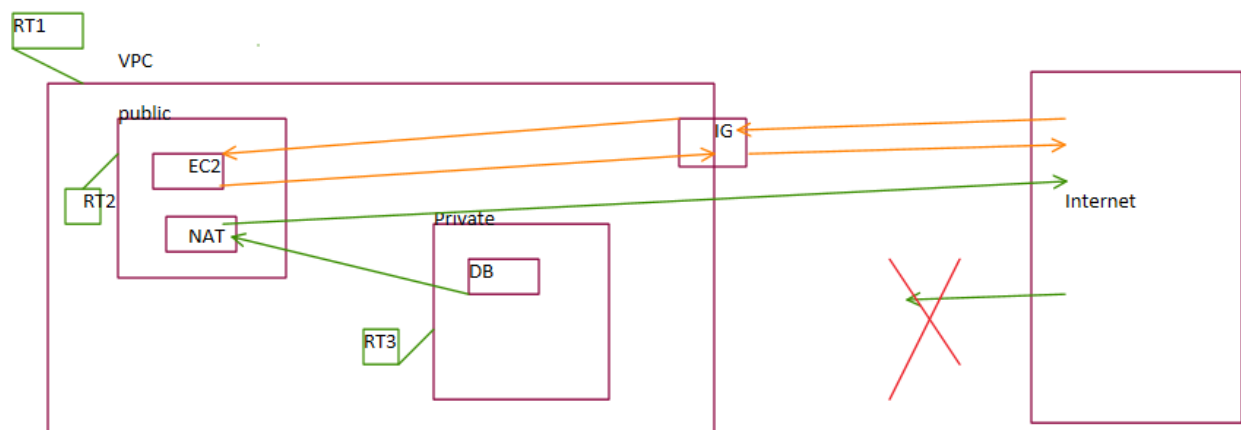 RT1
VPC
public
IG
EC2
RT2
Internet
Private
NAT
DB
RT3